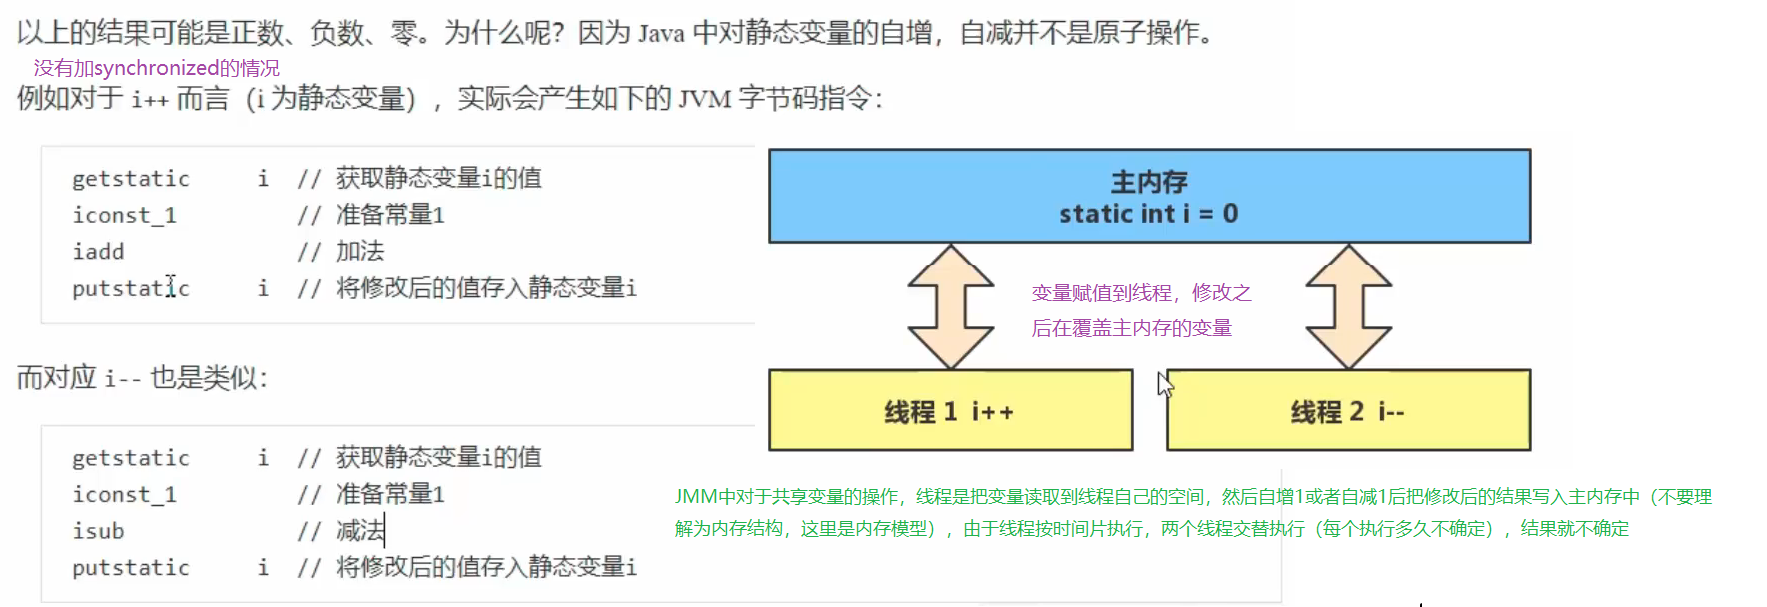 以上的结果可能是正数、负数、零。为什么呢？因为 Java 中对静态变量的自增，自减并不是原子操作。
没有加synchronized的情况
例如对于 i++ 而言（i 为静态变量），实际会产生如下的 JVM 字节码指令：
getstatic i // 获取静态变量i的值
iconst_1 // 准备常量1
iadd // 加法
putstatic i // 将修改后的值存入静态变量i
主内存
static int i = 0
变量赋值到线程，修改之
后在覆盖主内存的变量
线程 1 i++
线程 2 i--
而对应 i-- 也是类似：
getstatic i // 获取静态变量i的值
iconst_1 // 准备常量1
isub // 减法
putstatic i // 将修改后的值存入静态变量i
JMM中对于共享变量的操作，线程是把变量读取到线程自己的空间，然后自增1或者自减1后把修改后的结果写入主内存中（不要理
解为内存结构，这里是内存模型），由于线程按时间片执行，两个线程交替执行（每个执行多久不确定），结果就不确定